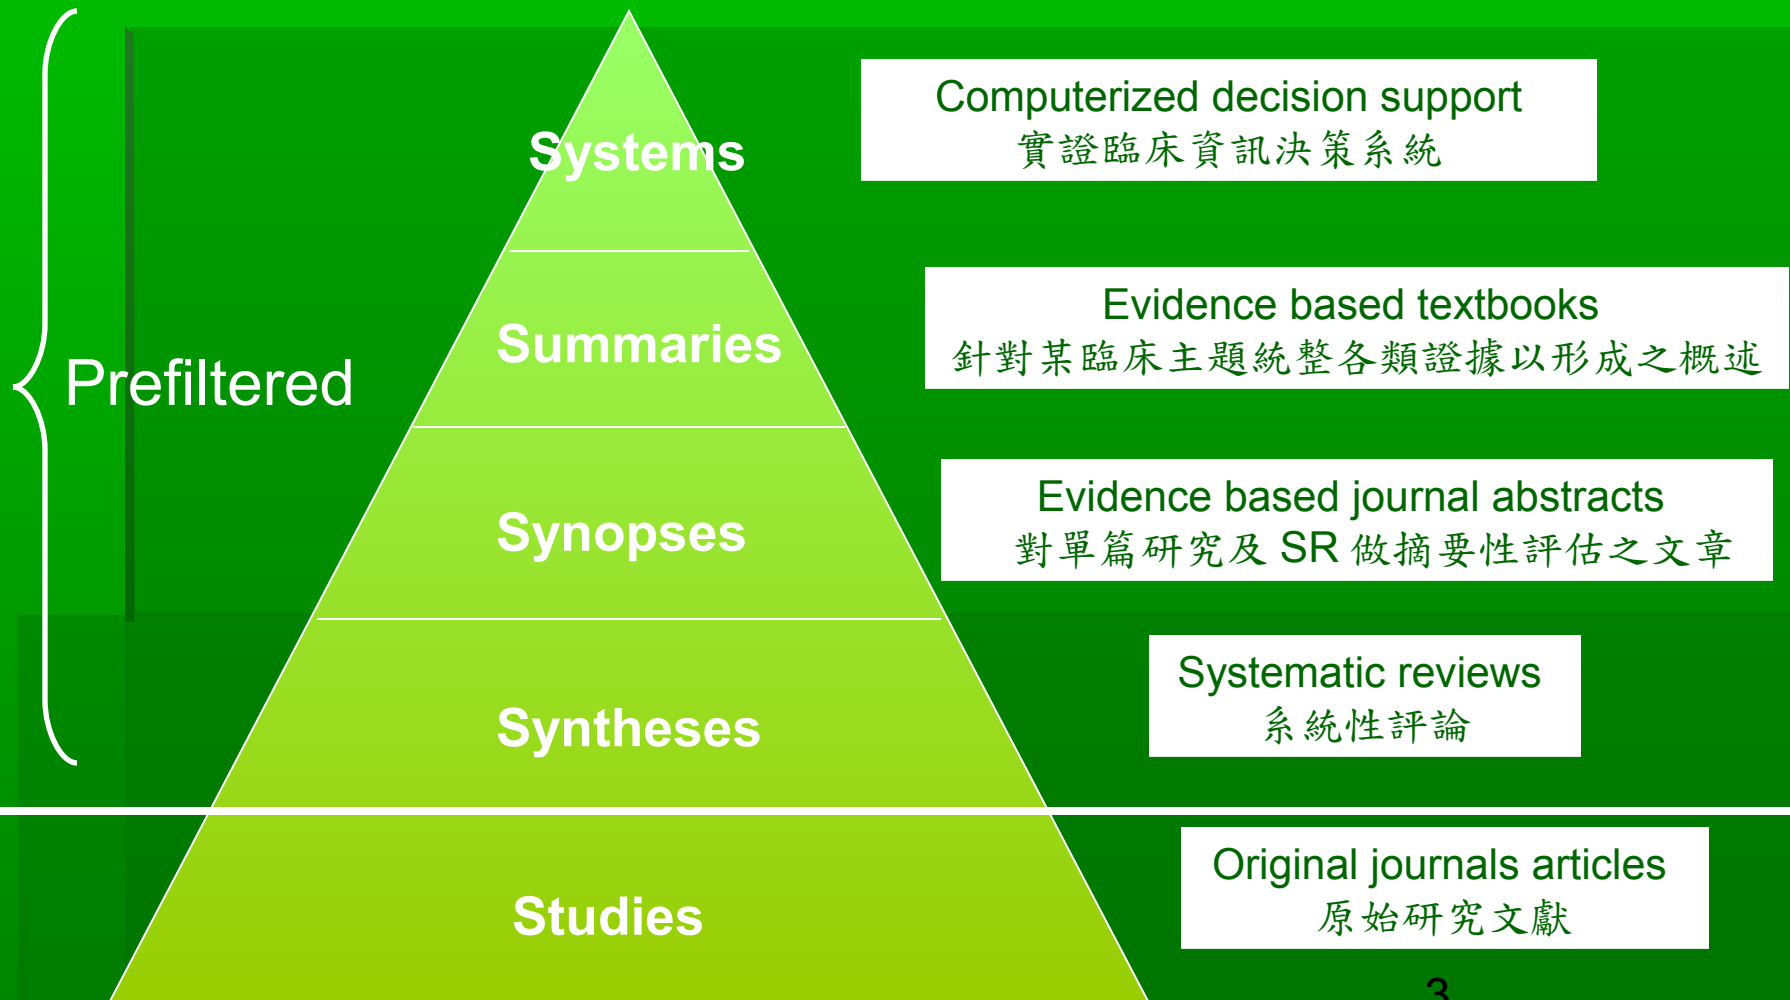 Systems
Computerized decision support
實證臨床資訊決策系統
Summaries
Evidence based textbooks
針對某臨床主題統整各類證據以形成之概述
Prefiltered
Synopses
Evidence based journal abstracts
對單篇研究及 SR 做摘要性評估之文章
Syntheses
Systematic reviews
系統性評論
Studies
Original journals articles
原始研究文獻
3